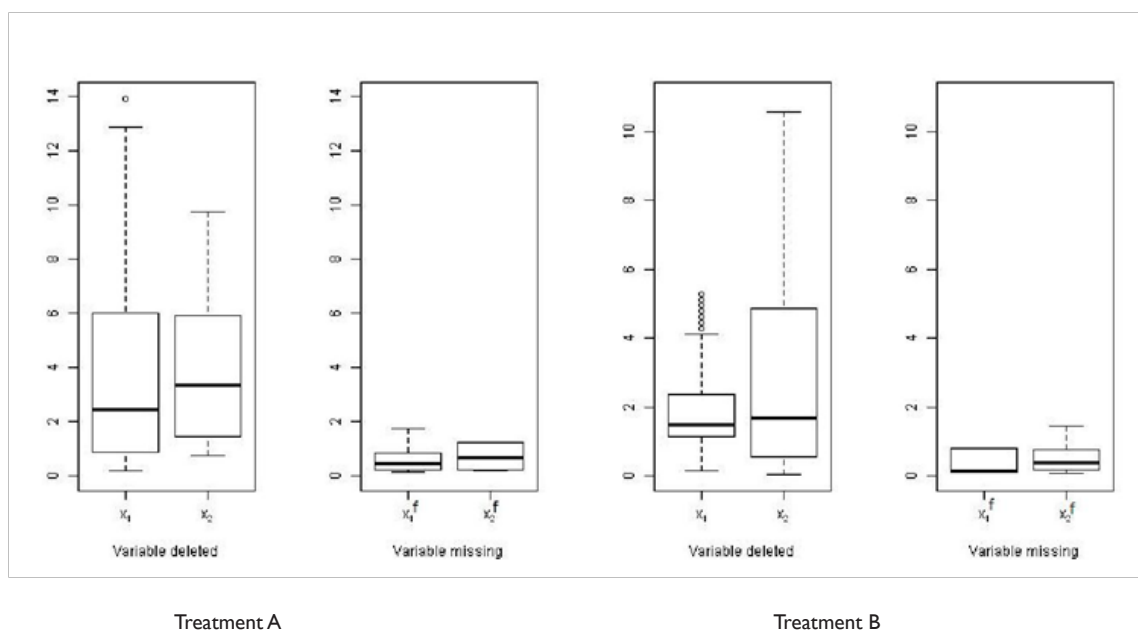 14
12
10
8
6
4
2
0
x₁ x₂
Variable deleted
14
12
10
8
6
4
2
0
x₁f x₂f
Variable missing
10
8
6
4
2
0
x₁ x₂
Variable deleted
10
8
6
4
2
0
x₁f x₂f
Variable missing
Treatment A
Treatment B